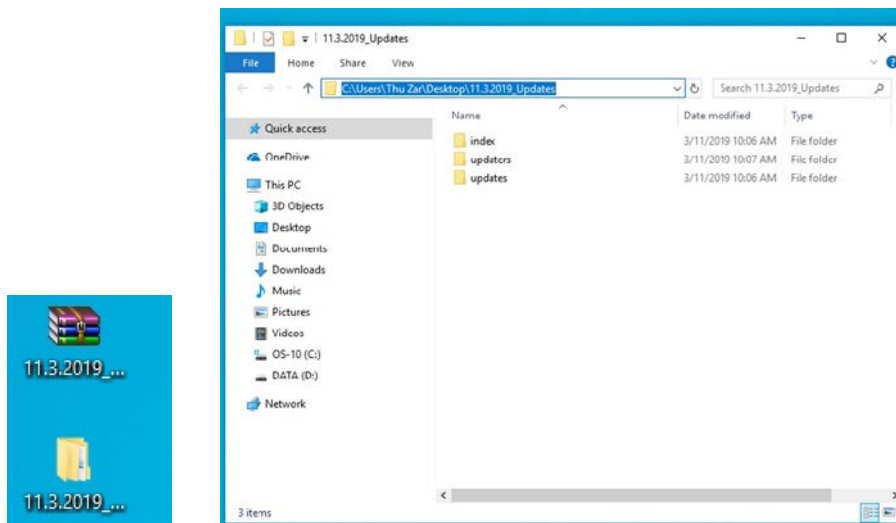 11.3.2019_...
11.3.2019_...
11.3.2019_Updates
File Home Share View
C:\Users\Thu Zar\Desktop\11.3.2019_Updates
Search 11.3.2019_Updates
Name Date modified Type
Quick access
OneDrive
This PC
3D Objects
Desktop
Documents
Downloads
Music
Pictures
Videos
OS-10 (C:)
DATA (D:)
Network
index 3/11/2019 10:06 AM File folder
updaters 3/11/2019 10:07 AM File folder
updates 3/11/2019 10:06 AM File folder
3 items